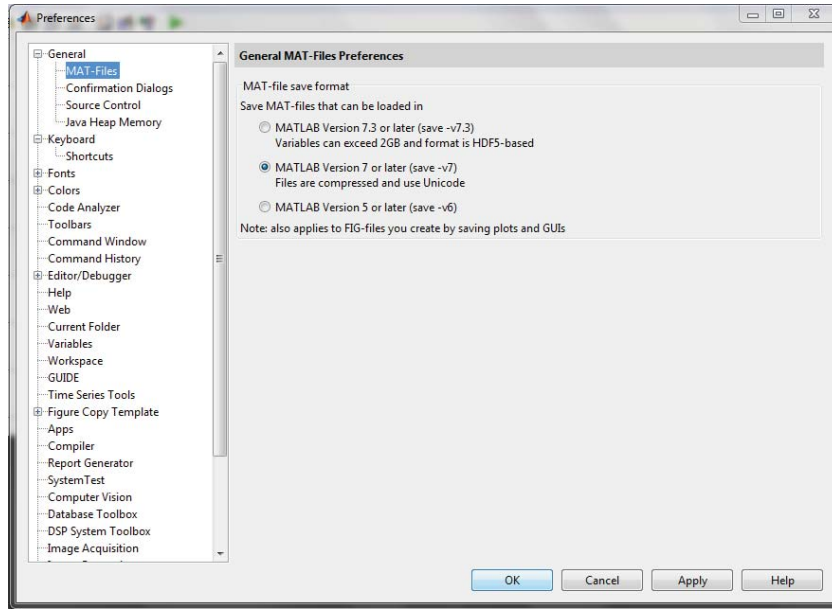 Preferences
General
MAT-Files
Confirmation Dialogs
Source Control
Java Heap Memory
Keyboard
Shortcuts
Fonts
Colors
Code Analyzer
Toolbars
Command Window
Command History
Editor/Debugger
Help
Web
Current Folder
Variables
Workspace
GUIDE
Time Series Tools
Figure Copy Template
Apps
Compiler
Report Generator
SystemTest
Computer Vision
Database Toolbox
DSP System Toolbox
Image Acquisition
General MAT-Files Preferences
MAT-file save format
Save MAT-files that can be loaded in
MATLAB Version 7.3 or later (save -v7.3)
Variables can exceed 2GB and format is HDF5-based
MATLAB Version 7 or later (save -v7)
Files are compressed and use Unicode
MATLAB Version 5 or later (save -v6)
Note: also applies to FIG-files you create by saving plots and GUIs
OK
Cancel
Apply
Help